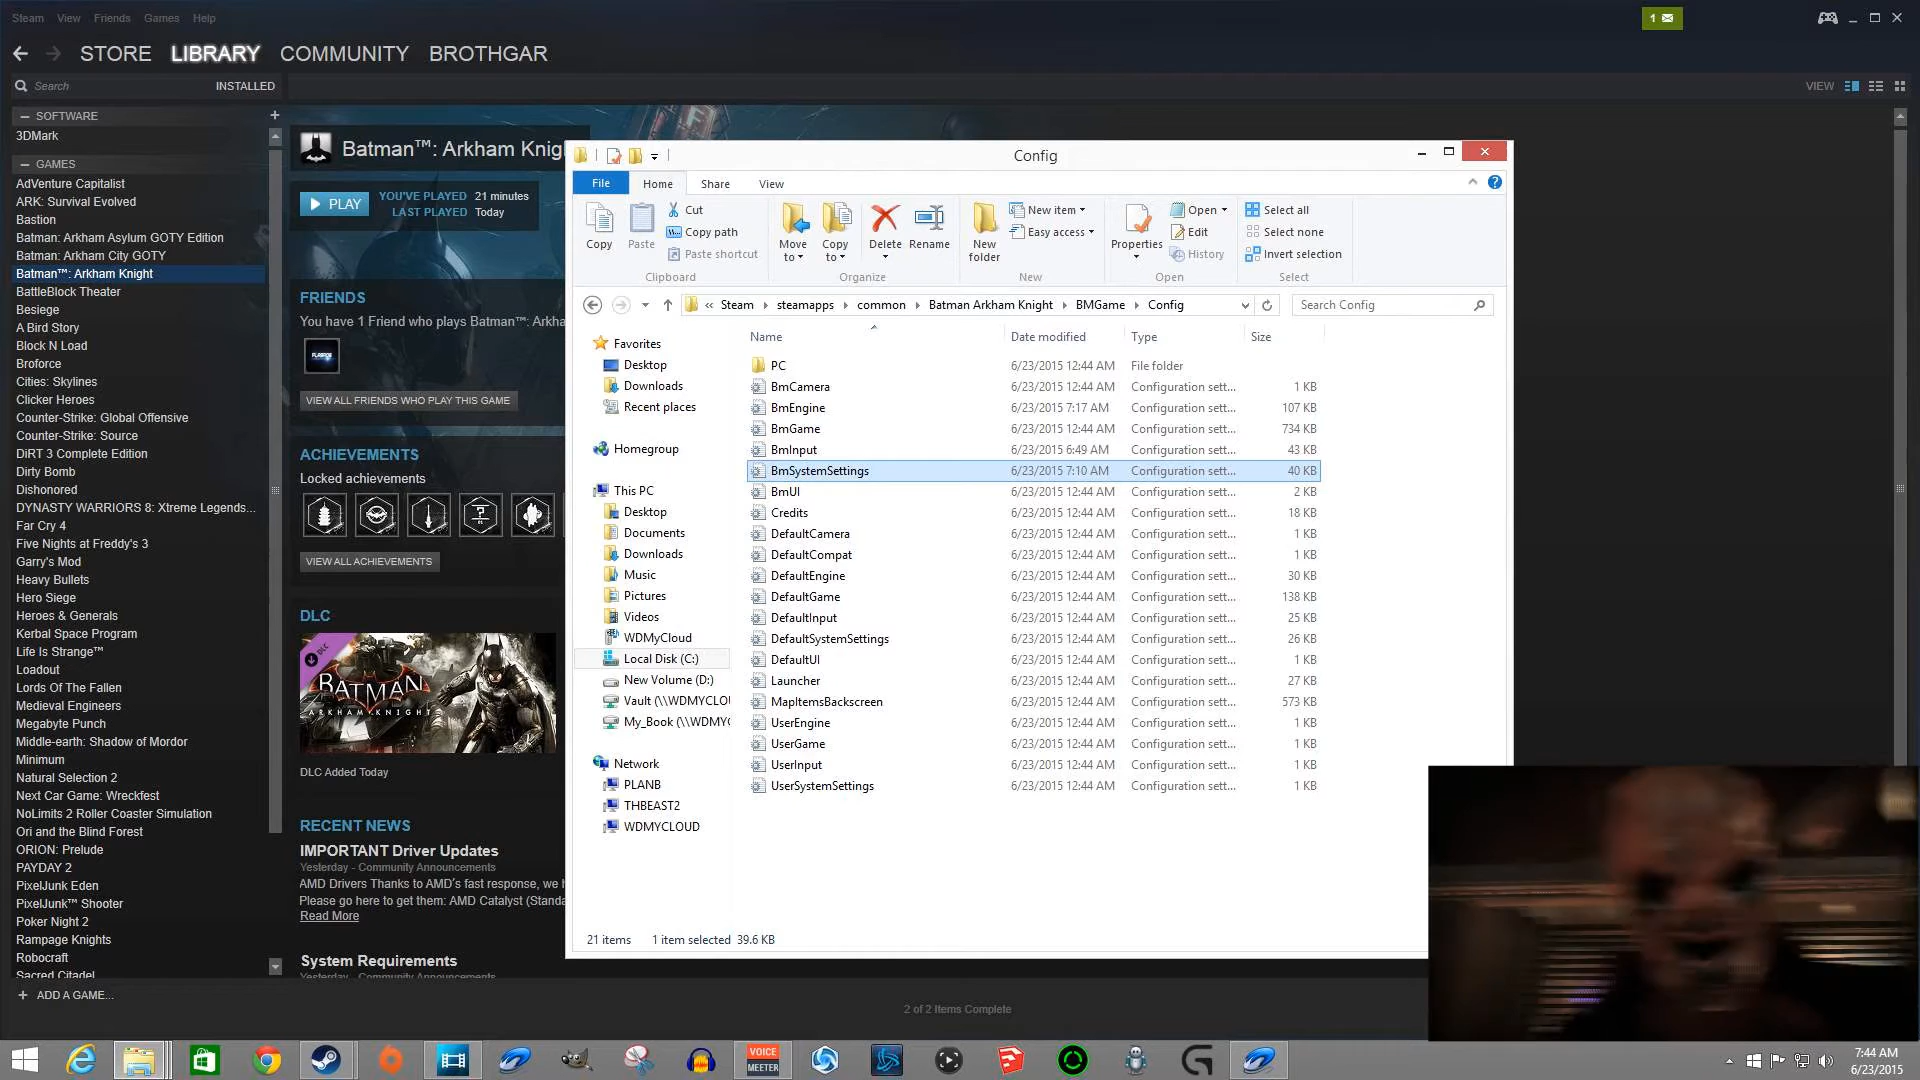 Steam View Friends Games Help
1
STORE LIBRARY COMMUNITY BROTHGAR
Search INSTALLED
VIEW
SOFTWARE
3DMark
GAMES
AdVenture Capitalist
ARK: Survival Evolved
Bastion
Batman: Arkham Asylum GOTY Edition
Batman: Arkham City GOTY
Batman™: Arkham Knight
BattleBlock Theater
Besiege
A Bird Story
Block N Load
Broforce
Cities: Skylines
Clicker Heroes
Counter-Strike: Global Offensive
Counter-Strike: Source
DiRT 3 Complete Edition
Dirty Bomb
Dishonored
DYNASTY WARRIORS 8: Xtreme Legends...
Far Cry 4
Five Nights at Freddy's 3
Garry's Mod
Heavy Bullets
Hero Siege
Heroes & Generals
Kerbal Space Program
Life Is Strange™
Loadout
Lords Of The Fallen
Medieval Engineers
Megabyte Punch
Middle-earth: Shadow of Mordor
Minimum
Natural Selection 2
Next Car Game: Wreckfest
NoLimits 2 Roller Coaster Simulation
Ori and the Blind Forest
ORION: Prelude
PAYDAY 2
PixelJunk Eden
PixelJunk™ Shooter
Poker Night 2
Rampage Knights
Robocraft
Sacred Citadel
ADD A GAME...
Batman™: Arkham Knig
PLAY
YOU'VE PLAYED 21 minutes
LAST PLAYED Today
FRIENDS
You have 1 Friend who plays Batman™: Arkha
VIEW ALL FRIENDS WHO PLAY THIS GAME
ACHIEVEMENTS
Locked achievements
VIEW ALL ACHIEVEMENTS
DLC
DLC
BATMAN
ARKHAM KNIGHT
DLC Added Today
RECENT NEWS
IMPORTANT Driver Updates
Yesterday - Community Announcements
AMD Drivers Thanks to AMD's fast response, we h
Please go here to get them: AMD Catalyst (Standa
Read More
System Requirements
Yesterday - Community Announcements
2 of 2 Items Complete
Config
File Home Share View
Copy
Paste
Cut
Copy path
Paste shortcut
Clipboard
Move to
Copy to
Delete
Rename
Organize
New folder
New item
Easy access
New
Properties
Open
Edit
History
Open
Select all
Select none
Invert selection
Select
« Steam steamapps common Batman Arkham Knight BMGame Config
Search Config
Favorites
Desktop
Downloads
Recent places
Homegroup
This PC
Desktop
Documents
Downloads
Music
Pictures
Videos
WDMyCloud
Local Disk (C:)
New Volume (D:)
Vault (\\WDMYCLOU
My_Book (\\WDMY
Network
PLANB
THBEAST2
WDMYCLOUD
Name Date modified Type Size
PC 6/23/2015 12:44 AM File folder
BmCamera 6/23/2015 12:44 AM Configuration sett... 1 KB
BmEngine 6/23/2015 7:17 AM Configuration sett... 107 KB
BmGame 6/23/2015 12:44 AM Configuration sett... 734 KB
BmInput 6/23/2015 6:49 AM Configuration sett... 43 KB
BmSystemSettings 6/23/2015 7:10 AM Configuration sett... 40 KB
BmUI 6/23/2015 12:44 AM Configuration sett... 2 KB
Credits 6/23/2015 12:44 AM Configuration sett... 18 KB
DefaultCamera 6/23/2015 12:44 AM Configuration sett... 1 KB
DefaultCompat 6/23/2015 12:44 AM Configuration sett... 1 KB
DefaultEngine 6/23/2015 12:44 AM Configuration sett... 30 KB
DefaultGame 6/23/2015 12:44 AM Configuration sett... 138 KB
DefaultInput 6/23/2015 12:44 AM Configuration sett... 25 KB
DefaultSystemSettings 6/23/2015 12:44 AM Configuration sett... 26 KB
DefaultUI 6/23/2015 12:44 AM Configuration sett... 1 KB
Launcher 6/23/2015 12:44 AM Configuration sett... 27 KB
MapItemsBackscreen 6/23/2015 12:44 AM Configuration sett... 573 KB
UserEngine 6/23/2015 12:44 AM Configuration sett... 1 KB
UserGame 6/23/2015 12:44 AM Configuration sett... 1 KB
UserInput 6/23/2015 12:44 AM Configuration sett... 1 KB
UserSystemSettings 6/23/2015 12:44 AM Configuration sett... 1 KB
21 items 1 item selected 39.6 KB
VOICE
MEETER
7:44 AM
6/23/2015